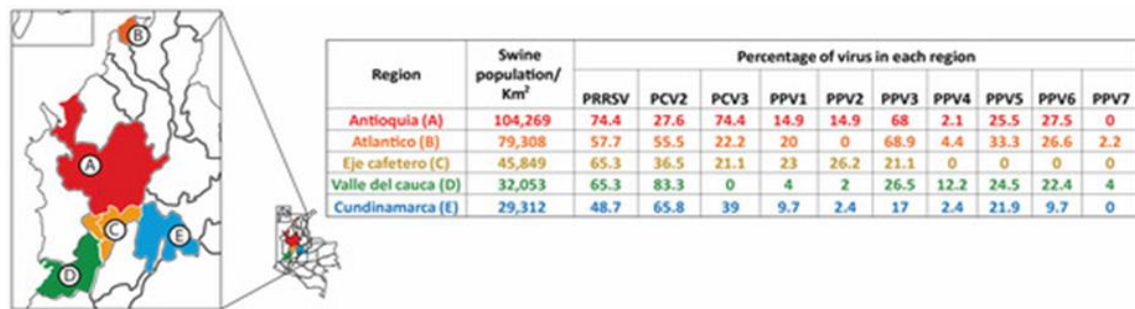 B
A
C
E
D
Region Swine population/ Km² Percentage of virus in each region
PRRSV PCV2 PCV3 PPV1 PPV2 PPV3 PPV4 PPV5 PPV6 PPV7
Antioquia (A) 104,269 74.4 27.6 74.4 14.9 14.9 68 2.1 25.5 27.5 0
Atlantico (B) 79,308 57.7 55.5 22.2 20 0 68.9 4.4 33.3 26.6 2.2
Eje cafetero (C) 45,849 65.3 36.5 21.1 23 26.2 21.1 0 0 0 0
Valle del cauca (D) 32,053 65.3 83.3 0 4 2 26.5 12.2 24.5 22.4 4
Cundinamarca (E) 29,312 48.7 65.8 39 9.7 2.4 17 2.4 21.9 9.7 0